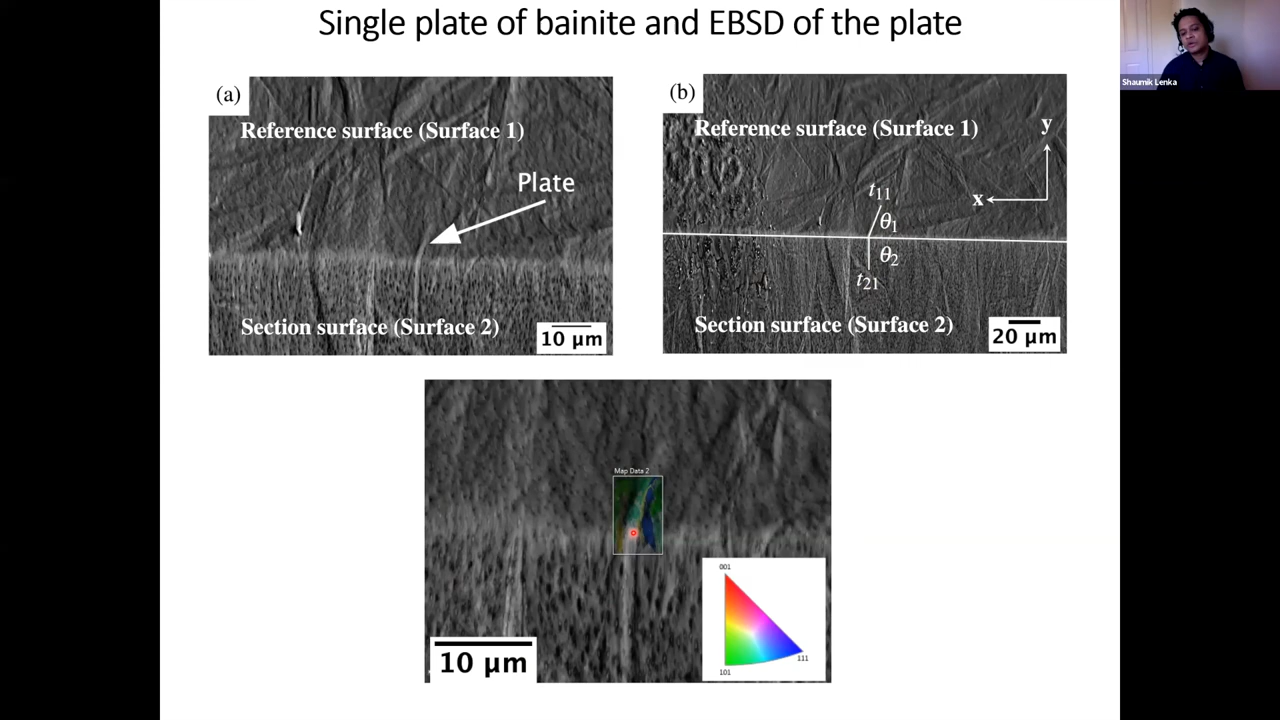 Single plate of bainite and EBSD of the plate
Shaumik Lenka
(a)
Reference surface (Surface 1)
Plate
Section surface (Surface 2)
10 μm
(b)
Reference surface (Surface 1)
y
x
t11
θ1
θ2
t21
Section surface (Surface 2)
20 μm
Map Data 2
10 μm
001
111
101